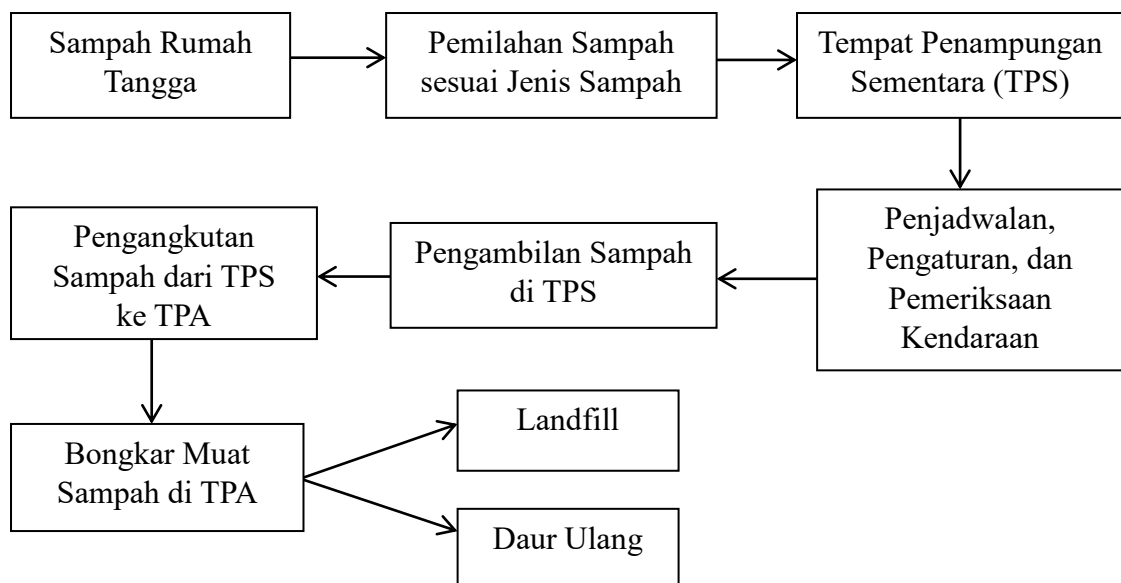 Sampah Rumah
Tangga
Pemilahan Sampah
sesuai Jenis Sampah
Tempat Penampungan
Sementara (TPS)
Penjadwalan,
Pengaturan, dan
Pemeriksaan
Kendaraan
Pengambilan Sampah
di TPS
Pengangkutan
Sampah dari TPS
ke TPA
Bongkar Muat
Sampah di TPA
Landfill
Daur Ulang